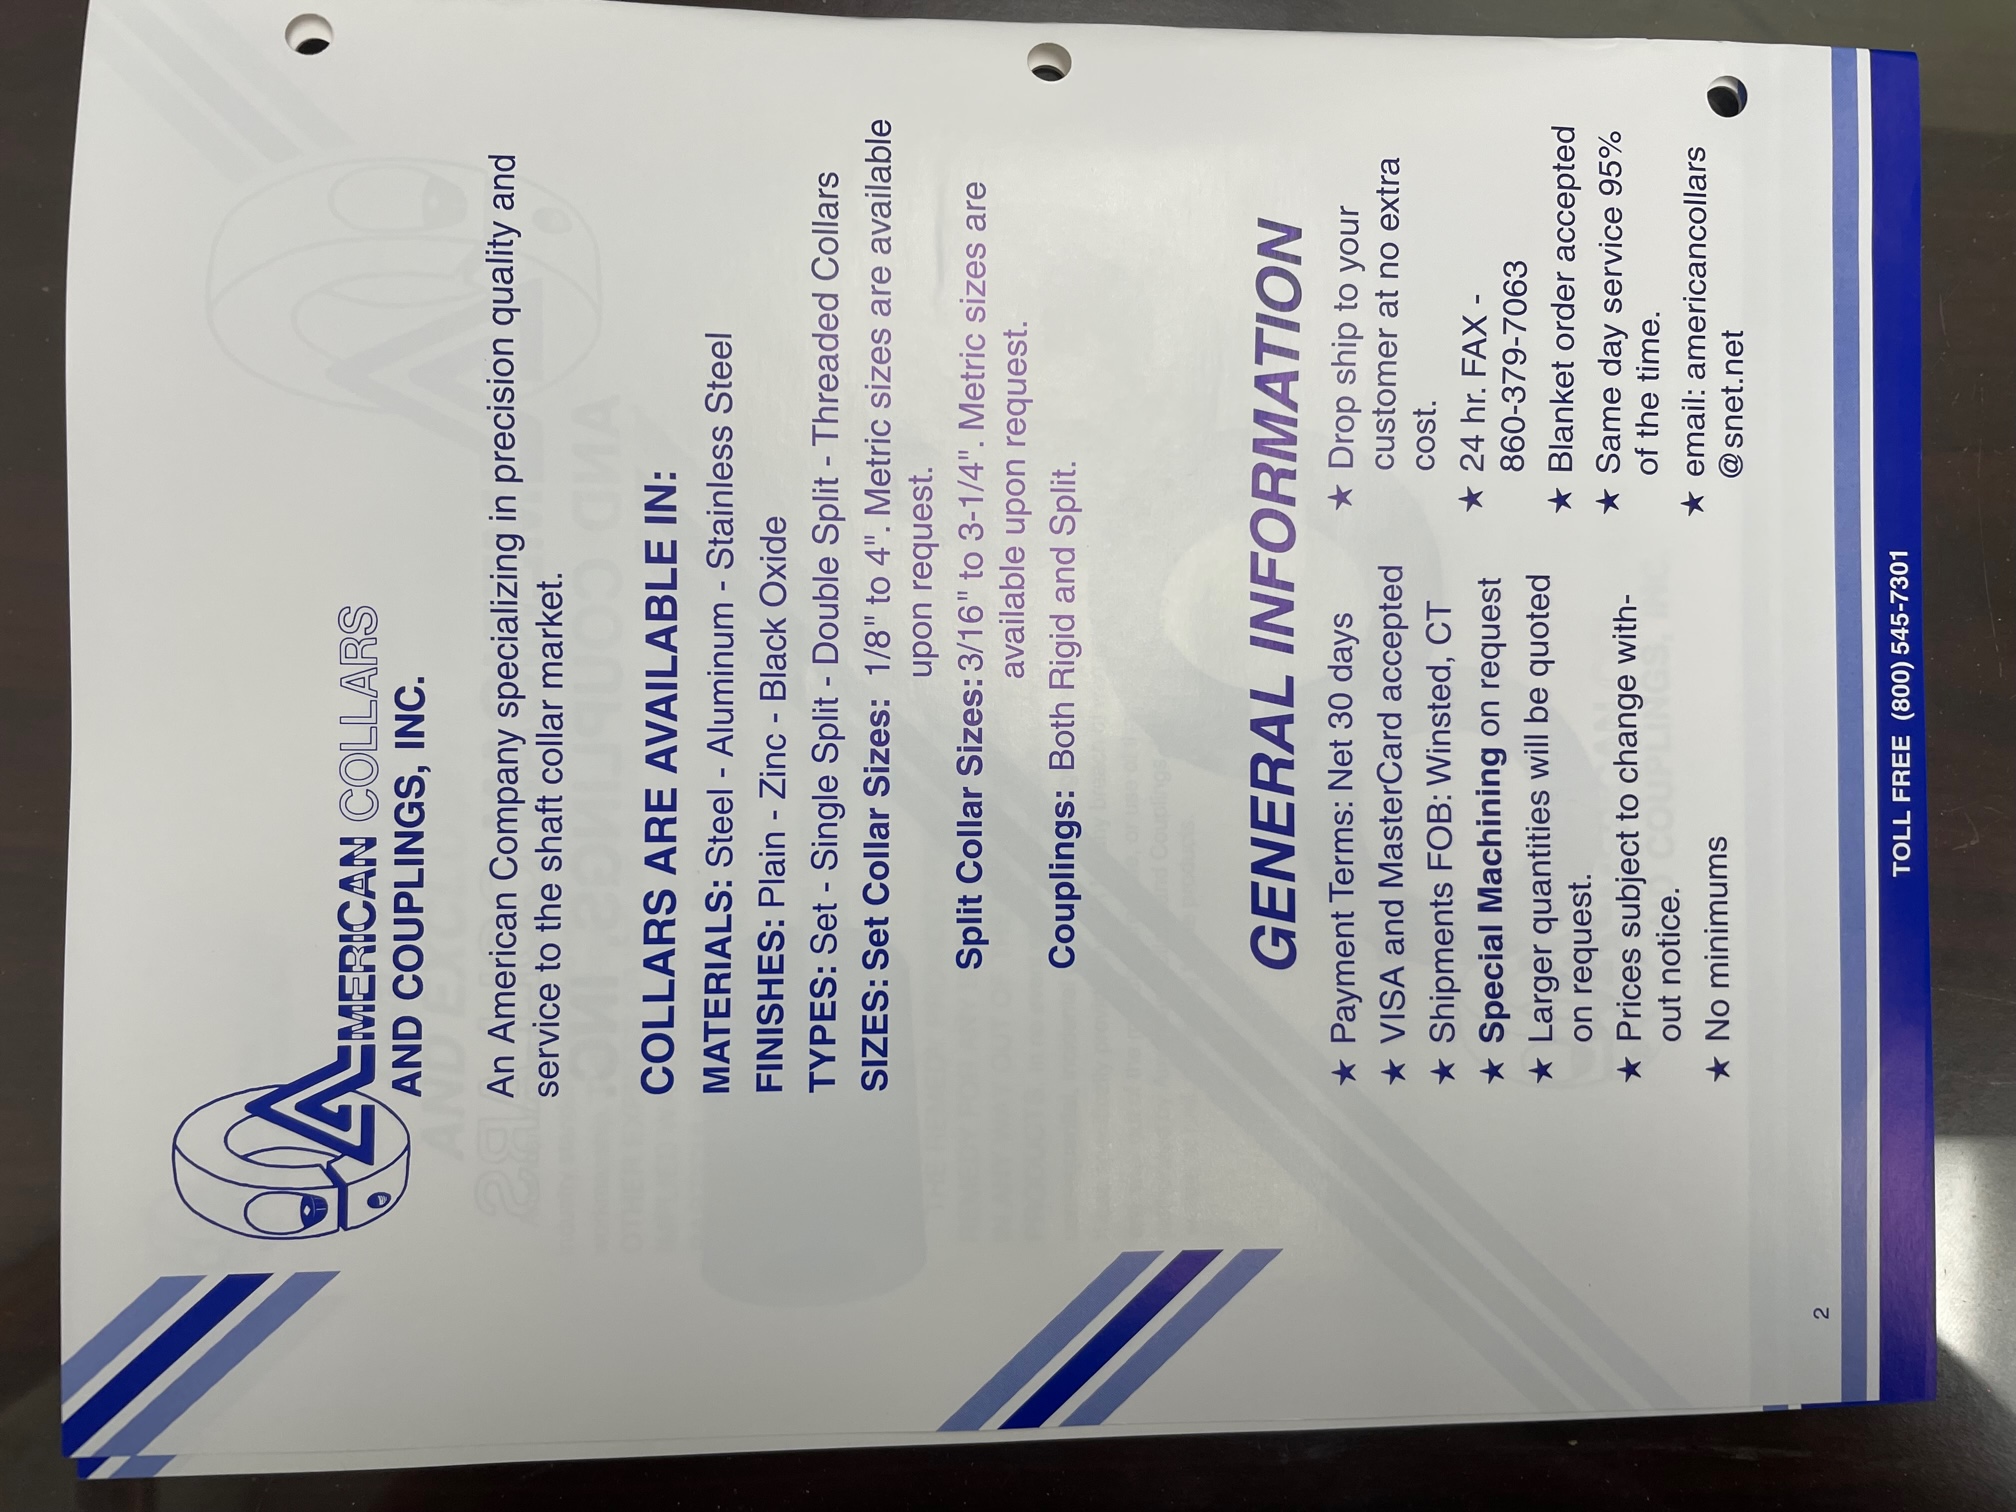 AMERICAN COLLARS
AND COUPLINGS, INC.
An American Company specializing in precision quality and
service to the shaft collar market.
COLLARS ARE AVAILABLE IN:
MATERIALS: Steel - Aluminum - Stainless Steel
FINISHES: Plain - Zinc - Black Oxide
TYPES: Set - Single Split - Double Split - Threaded Collars
SIZES: Set Collar Sizes: 1/8" to 4". Metric sizes are available
upon request.
Split Collar Sizes: 3/16" to 3-1/4". Metric sizes are
available upon request.
Couplings: Both Rigid and Split.
GENERAL INFORMATION
★ Payment Terms: Net 30 days
★ VISA and MasterCard accepted
★ Shipments FOB: Winsted, CT
★ Special Machining on request
★ Larger quantities will be quoted
on request.
★ Prices subject to change with-
out notice.
★ No minimums
★ Drop ship to your
customer at no extra
cost.
★ 24 hr. FAX -
860-379-7063
★ Blanket order accepted
★ Same day service 95%
of the time.
★ email: americancollars
@snet.net
2
TOLL FREE (800) 545-7301